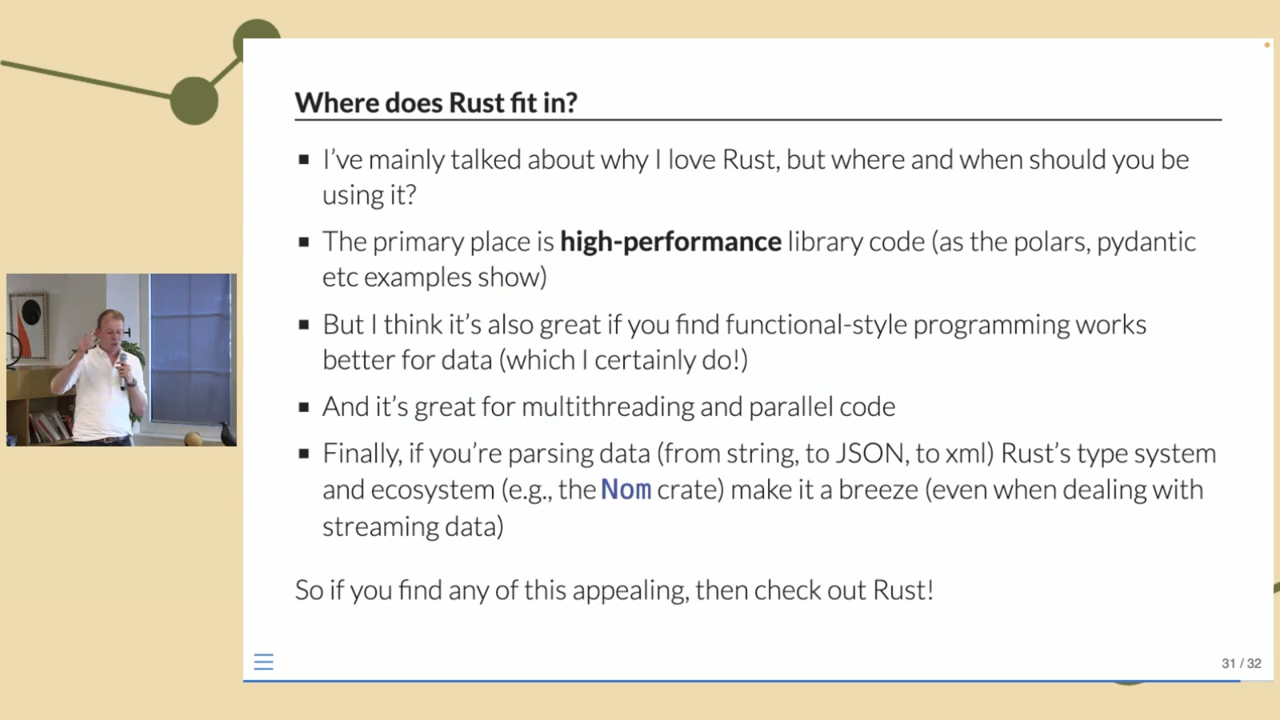 Where does Rust fit in?
I've mainly talked about why I love Rust, but where and when should you be
using it?
The primary place is high-performance library code (as the polars, pydantic
etc examples show)
But I think it's also great if you find functional-style programming works
better for data (which I certainly do!)
And it's great for multithreading and parallel code
Finally, if you're parsing data (from string, to JSON, to xml) Rust's type system
and ecosystem (e.g., the Nom crate) make it a breeze (even when dealing with
streaming data)
So if you find any of this appealing, then check out Rust!
31 / 32